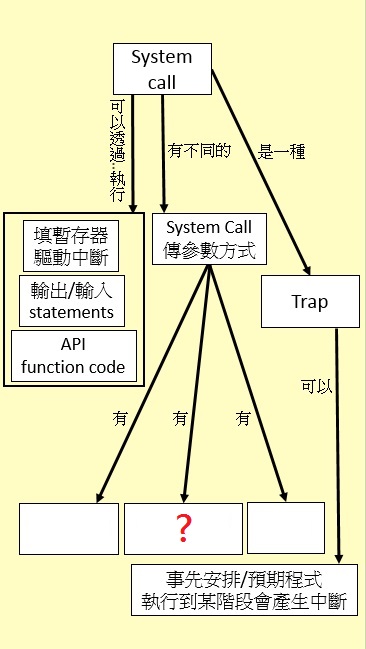 System
call
可以透過…執行
有不同的
是一種
填暫存器
驅動中斷
輸出/輸入
statements
API
function code
System Call
傳參數方式
Trap
可以
有
有
有
?
事先安排/預期程式
執行到某階段會產生中斷